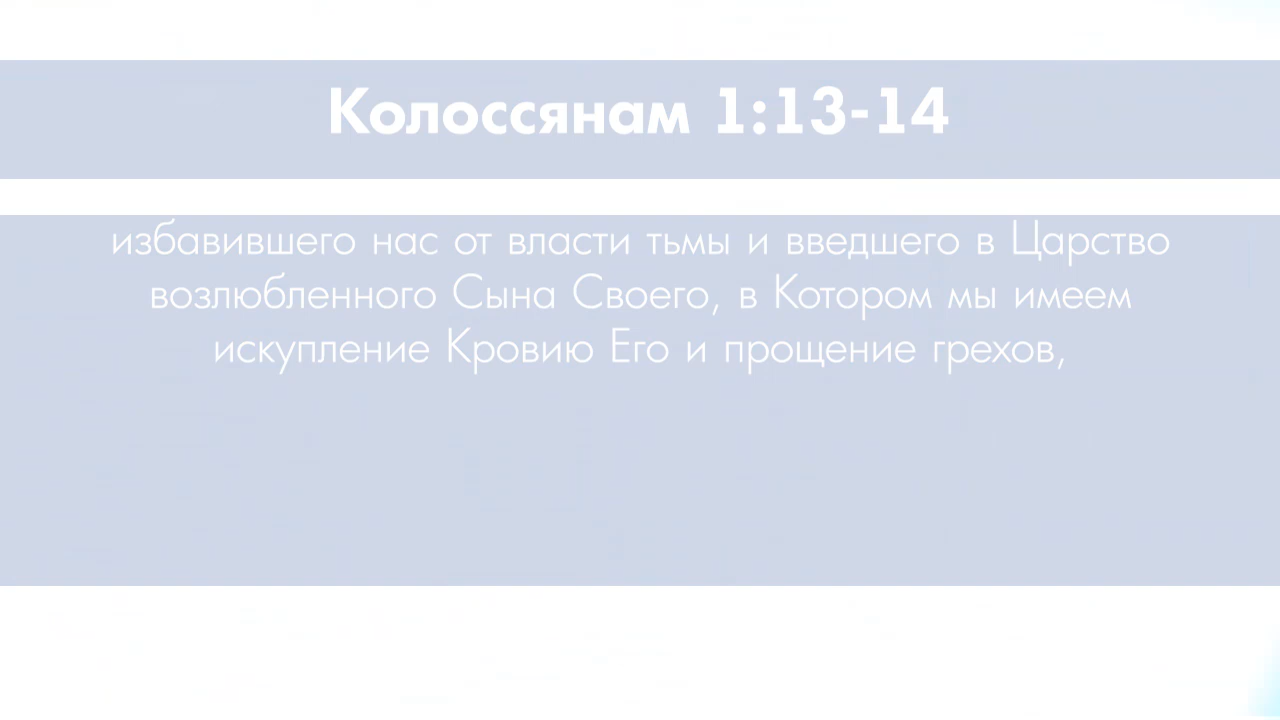 Колоссянам 1:13-14
избавившего нас от власти тьмы и введшего в Царство
возлюбленного Сына Своего, в Котором мы имеем
искупление Кровию Его и прощение грехов,